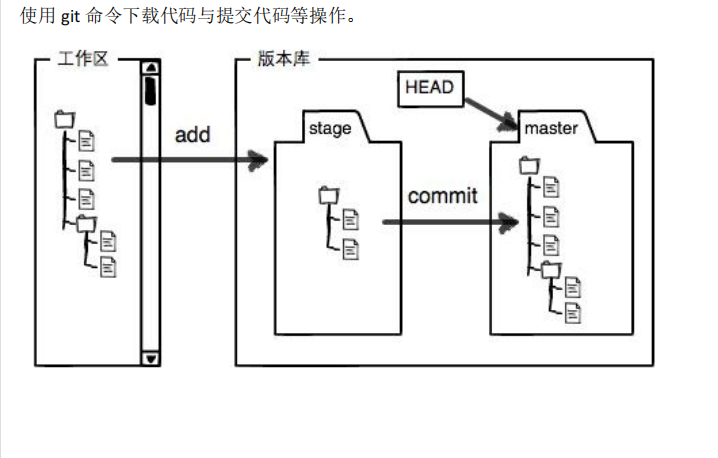 使用 git 命令下载代码与提交代码等操作。
工作区
版本库
HEAD
add
stage
master
commit